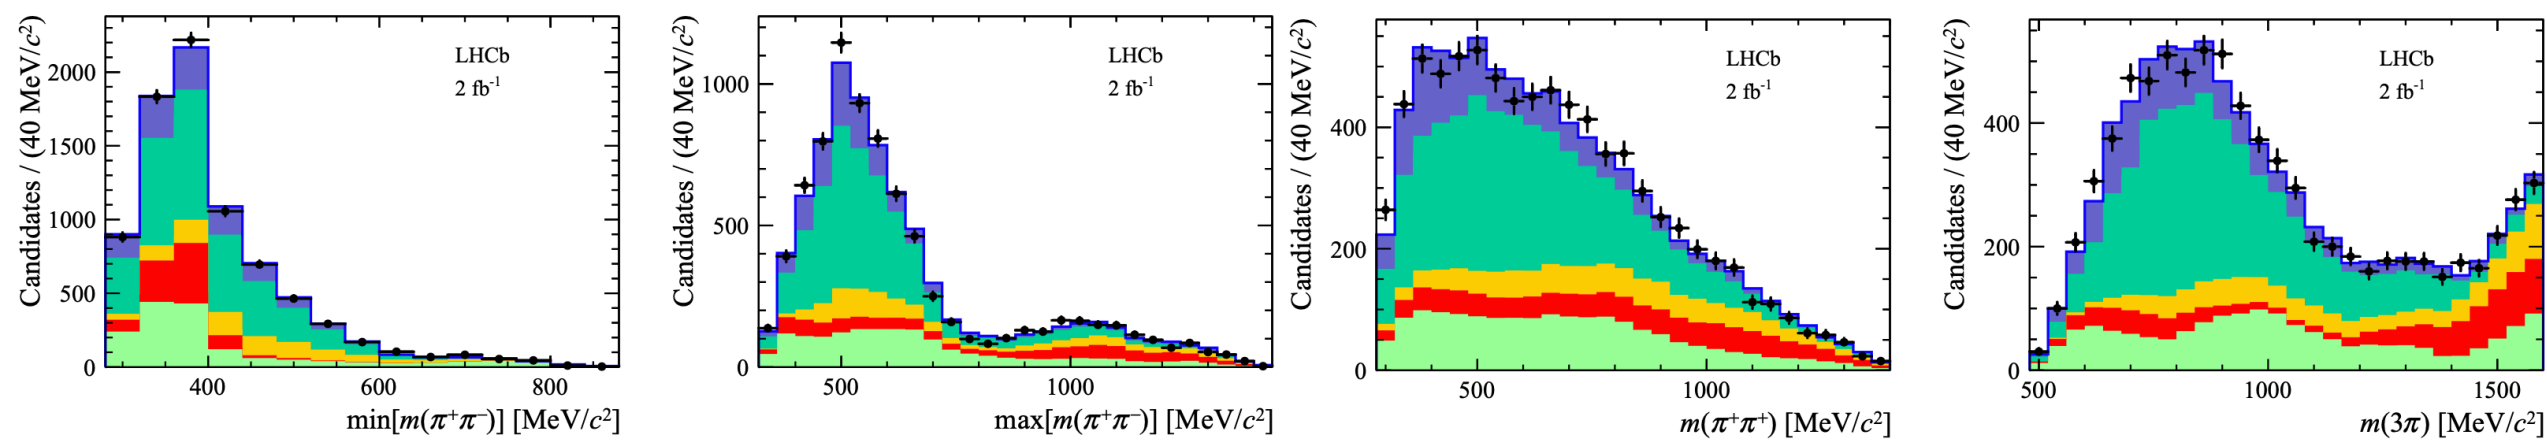 Candidates / (40 MeV/c²)
2000
1500
1000
500
0
LHCb
2 fb⁻¹
400
600
800
min[m(π⁺π⁻)] [MeV/c²]
Candidates / (40 MeV/c²)
1000
500
0
LHCb
2 fb⁻¹
500
1000
max[m(π⁺π⁻)] [MeV/c²]
Candidates / (40 MeV/c²)
400
200
0
LHCb
2 fb⁻¹
500
1000
m(π⁺π⁺) [MeV/c²]
Candidates / (40 MeV/c²)
400
200
0
LHCb
2 fb⁻¹
500
1000
1500
m(3π) [MeV/c²]